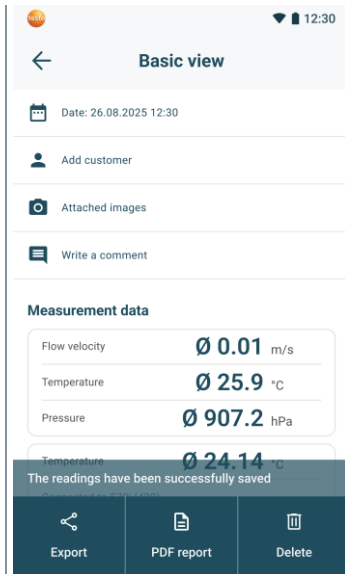 testo
12:30
Basic view
Date: 26.08.2025 12:30
Add customer
Attached images
Write a comment
Measurement data
Flow velocity Ø 0.01 m/s
Temperature Ø 25.9 °C
Pressure Ø 907.2 hPa
Temperature Ø 24.14 °C
The readings have been successfully saved
Export PDF report Delete